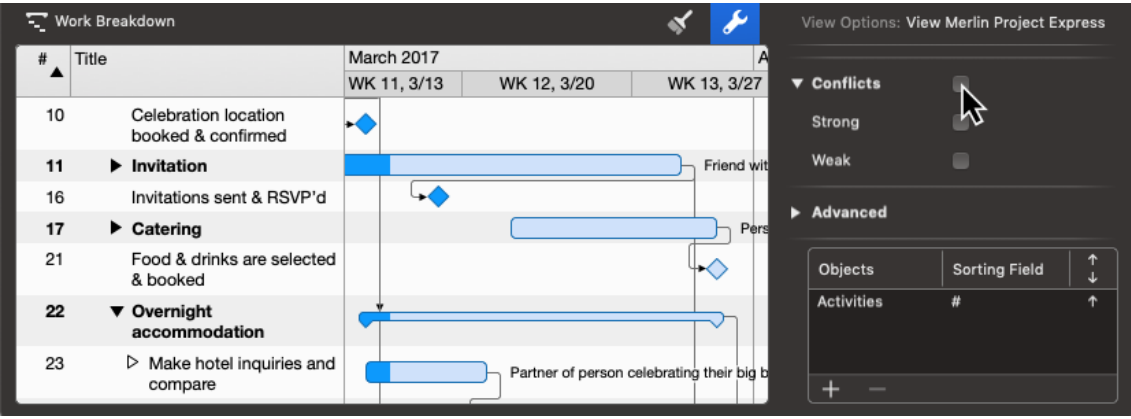 Work Breakdown
View Options: View Merlin Project Express
# Title
March 2017 A
WK 11, 3/13 WK 12, 3/20 WK 13, 3/27
10 Celebration location
booked & confirmed
11 Invitation Friend wit
16 Invitations sent & RSVP'd
17 Catering Pers
21 Food & drinks are selected
& booked
22 Overnight
accommodation
23 Make hotel inquiries and
compare
Partner of person celebrating their big b
Conflicts
Strong
Weak
Advanced
Objects Sorting Field
Activities #